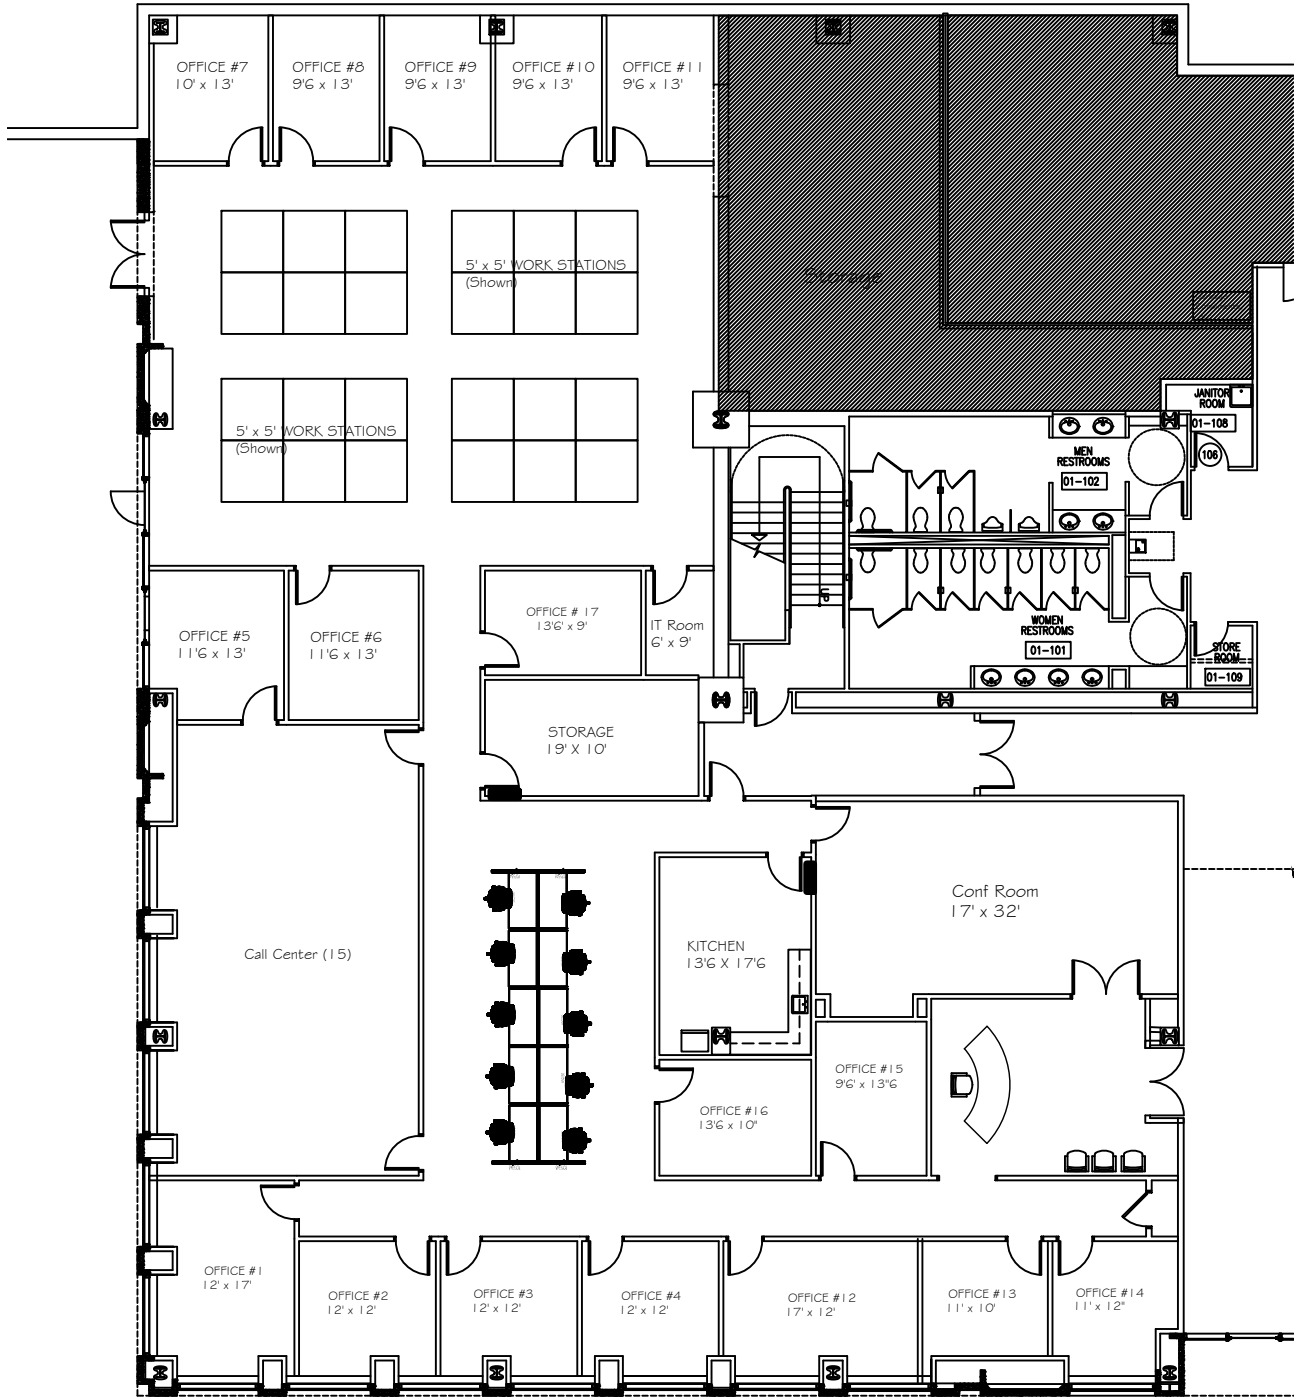 OFFICE #7
10' x 13'
OFFICE #8
9'6 x 13'
OFFICE #9
9'6 x 13'
OFFICE #10
9'6 x 13'
OFFICE #11
9'6 x 13'
5' x 5' WORK STATIONS
(Shown)
Storage
5' x 5' WORK STATIONS
(Shown)
JANITOR
ROOM
01-108
106
MEN
RESTROOMS
01-102
UP
WOMEN
RESTROOMS
01-101
STORE
ROOM
01-109
OFFICE #5
11'6 x 13'
OFFICE #6
11'6 x 13'
OFFICE # 17
13'6' x 9'
IT Room
6' x 9'
STORAGE
19' X 10'
Call Center (15)
KITCHEN
13'6 X 17'6
Conf Room
17' x 32'
OFFICE #15
9'6' x 13"6
OFFICE #16
13'6 x 10"
OFFICE #1
12' x 17'
OFFICE #2
12' x 12'
OFFICE #3
12' x 12'
OFFICE #4
12' x 12'
OFFICE #12
17' x 12'
OFFICE #13
11' x 10'
OFFICE #14
11' x 12"